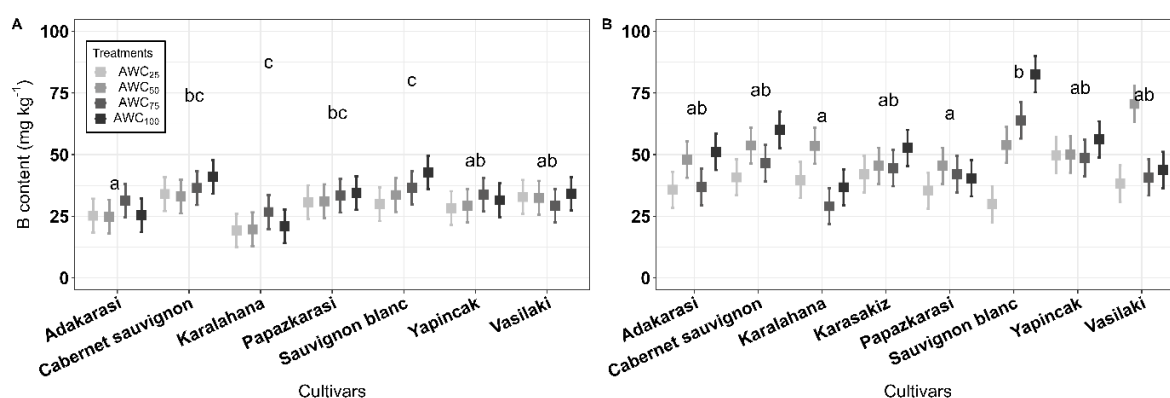 A
B content (mg kg⁻¹)
100
75
50
25
0
Treatments
AWC₂₅
AWC₅₀
AWC₇₅
AWC₁₀₀
a
bc
c
bc
c
ab
ab
Adakarasi
Cabernet sauvignon
Karalahana
Papazkarasi
Sauvignon blanc
Yapincak
Vasilaki
Cultivars
B
100
75
50
25
0
ab
ab
a
ab
a
b
ab
ab
Adakarasi
Cabernet sauvignon
Karalahana
Karasakiz
Papazkarasi
Sauvignon blanc
Yapincak
Vasilaki
Cultivars